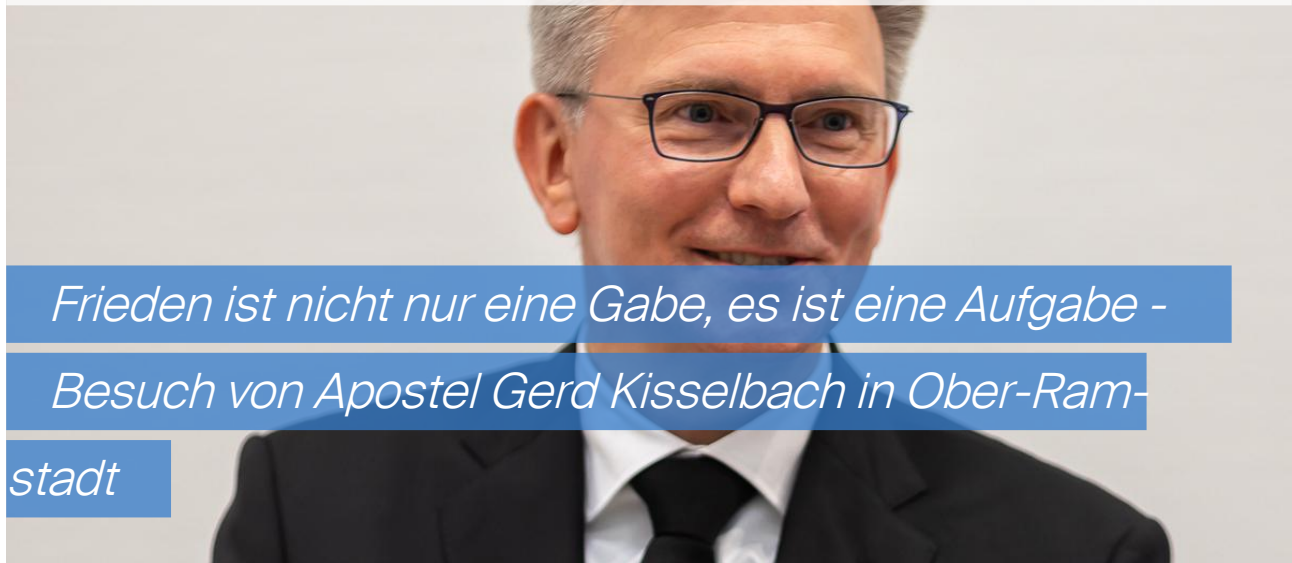 Frieden ist nicht nur eine Gabe, es ist eine Aufgabe -
Besuch von Apostel Gerd Kisselbach in Ober-Ram-
stadt